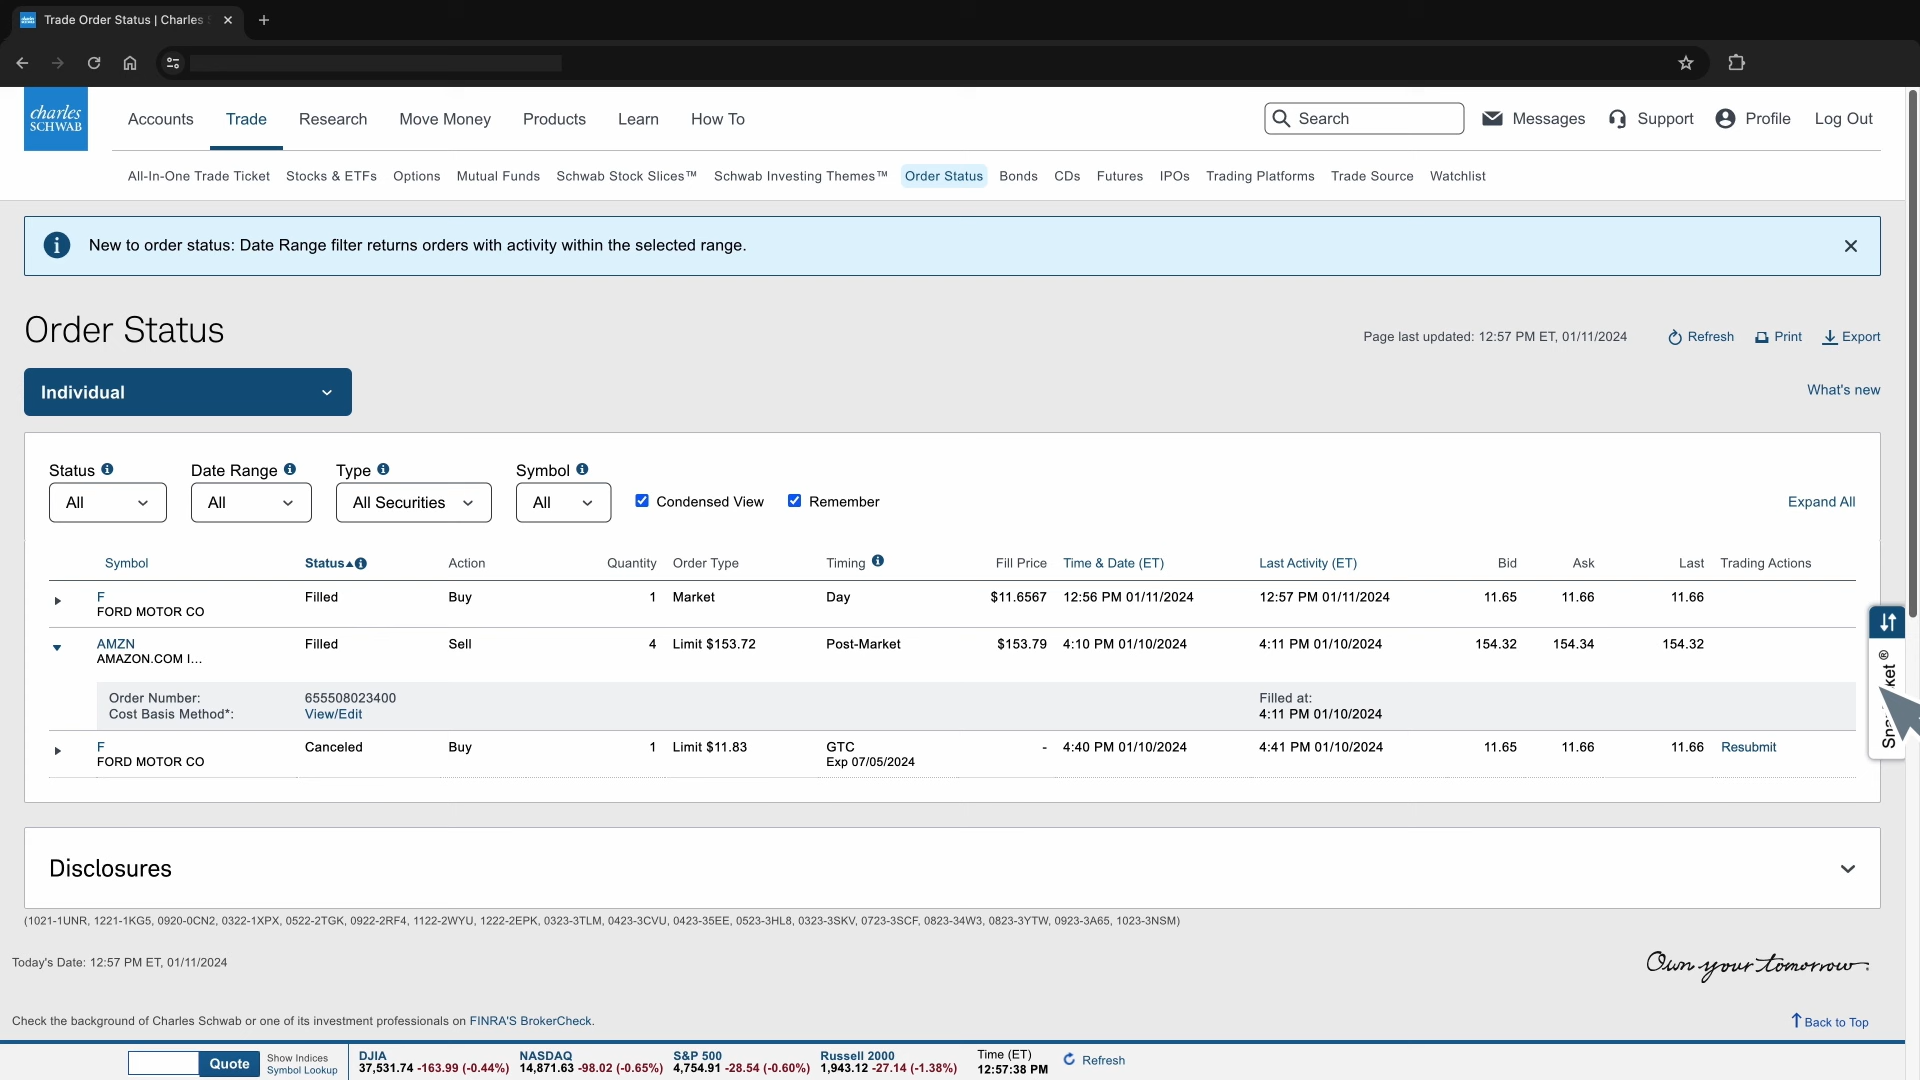 Trade Order Status | Charles
charles
SCHWAB
Accounts
Trade
Research
Move Money
Products
Learn
How To
Search
Messages
Support
Profile
Log Out
All-In-One Trade Ticket
Stocks & ETFs
Options
Mutual Funds
Schwab Stock Slices™
Schwab Investing Themes™
Order Status
Bonds
CDs
Futures
IPOs
Trading Platforms
Trade Source
Watchlist
New to order status: Date Range filter returns orders with activity within the selected range.
Order Status
Page last updated: 12:57 PM ET, 01/11/2024
Refresh
Print
Export
Individual
What's new
Status
Date Range
Type
Symbol
All
All
All Securities
All
Condensed View
Remember
Expand All
Symbol Status Action Quantity Order Type Timing Fill Price Time & Date (ET) Last Activity (ET) Bid Ask Last Trading Actions
F Filled Buy 1 Market Day $11.6567 12:56 PM 01/11/2024 12:57 PM 01/11/2024 11.65 11.66 11.66
FORD MOTOR CO
AMZN Filled Sell 4 Limit $153.72 Post-Market $153.79 4:10 PM 01/10/2024 4:11 PM 01/10/2024 154.32 154.34 154.32
AMAZON.COM I...
Order Number: 655508023400 Filled at:
Cost Basis Method*: View/Edit 4:11 PM 01/10/2024
F Canceled Buy 1 Limit $11.83 GTC - 4:40 PM 01/10/2024 4:41 PM 01/10/2024 11.65 11.66 11.66 Resubmit
FORD MOTOR CO Exp 07/05/2024
Disclosures
(1021-1UNR, 1221-1KG5, 0920-0CN2, 0322-1XPX, 0522-2TGK, 0922-2RF4, 1122-2WYU, 1222-2EPK, 0323-3TLM, 0423-3CVU, 0423-35EE, 0523-3HL8, 0323-3SKV, 0723-3SCF, 0823-34W3, 0823-3YTW, 0923-3A65, 1023-3NSM)
Today's Date: 12:57 PM ET, 01/11/2024
Own your tomorrow.
Check the background of Charles Schwab or one of its investment professionals on FINRA'S BrokerCheck.
Back to Top
Quote
Show Indices
Symbol Lookup
DJIA
37,531.74 -163.99 (-0.44%)
NASDAQ
14,871.63 -98.02 (-0.65%)
S&P 500
4,754.91 -28.54 (-0.60%)
Russell 2000
1,943.12 -27.14 (-1.38%)
Time (ET)
12:57:38 PM
Refresh